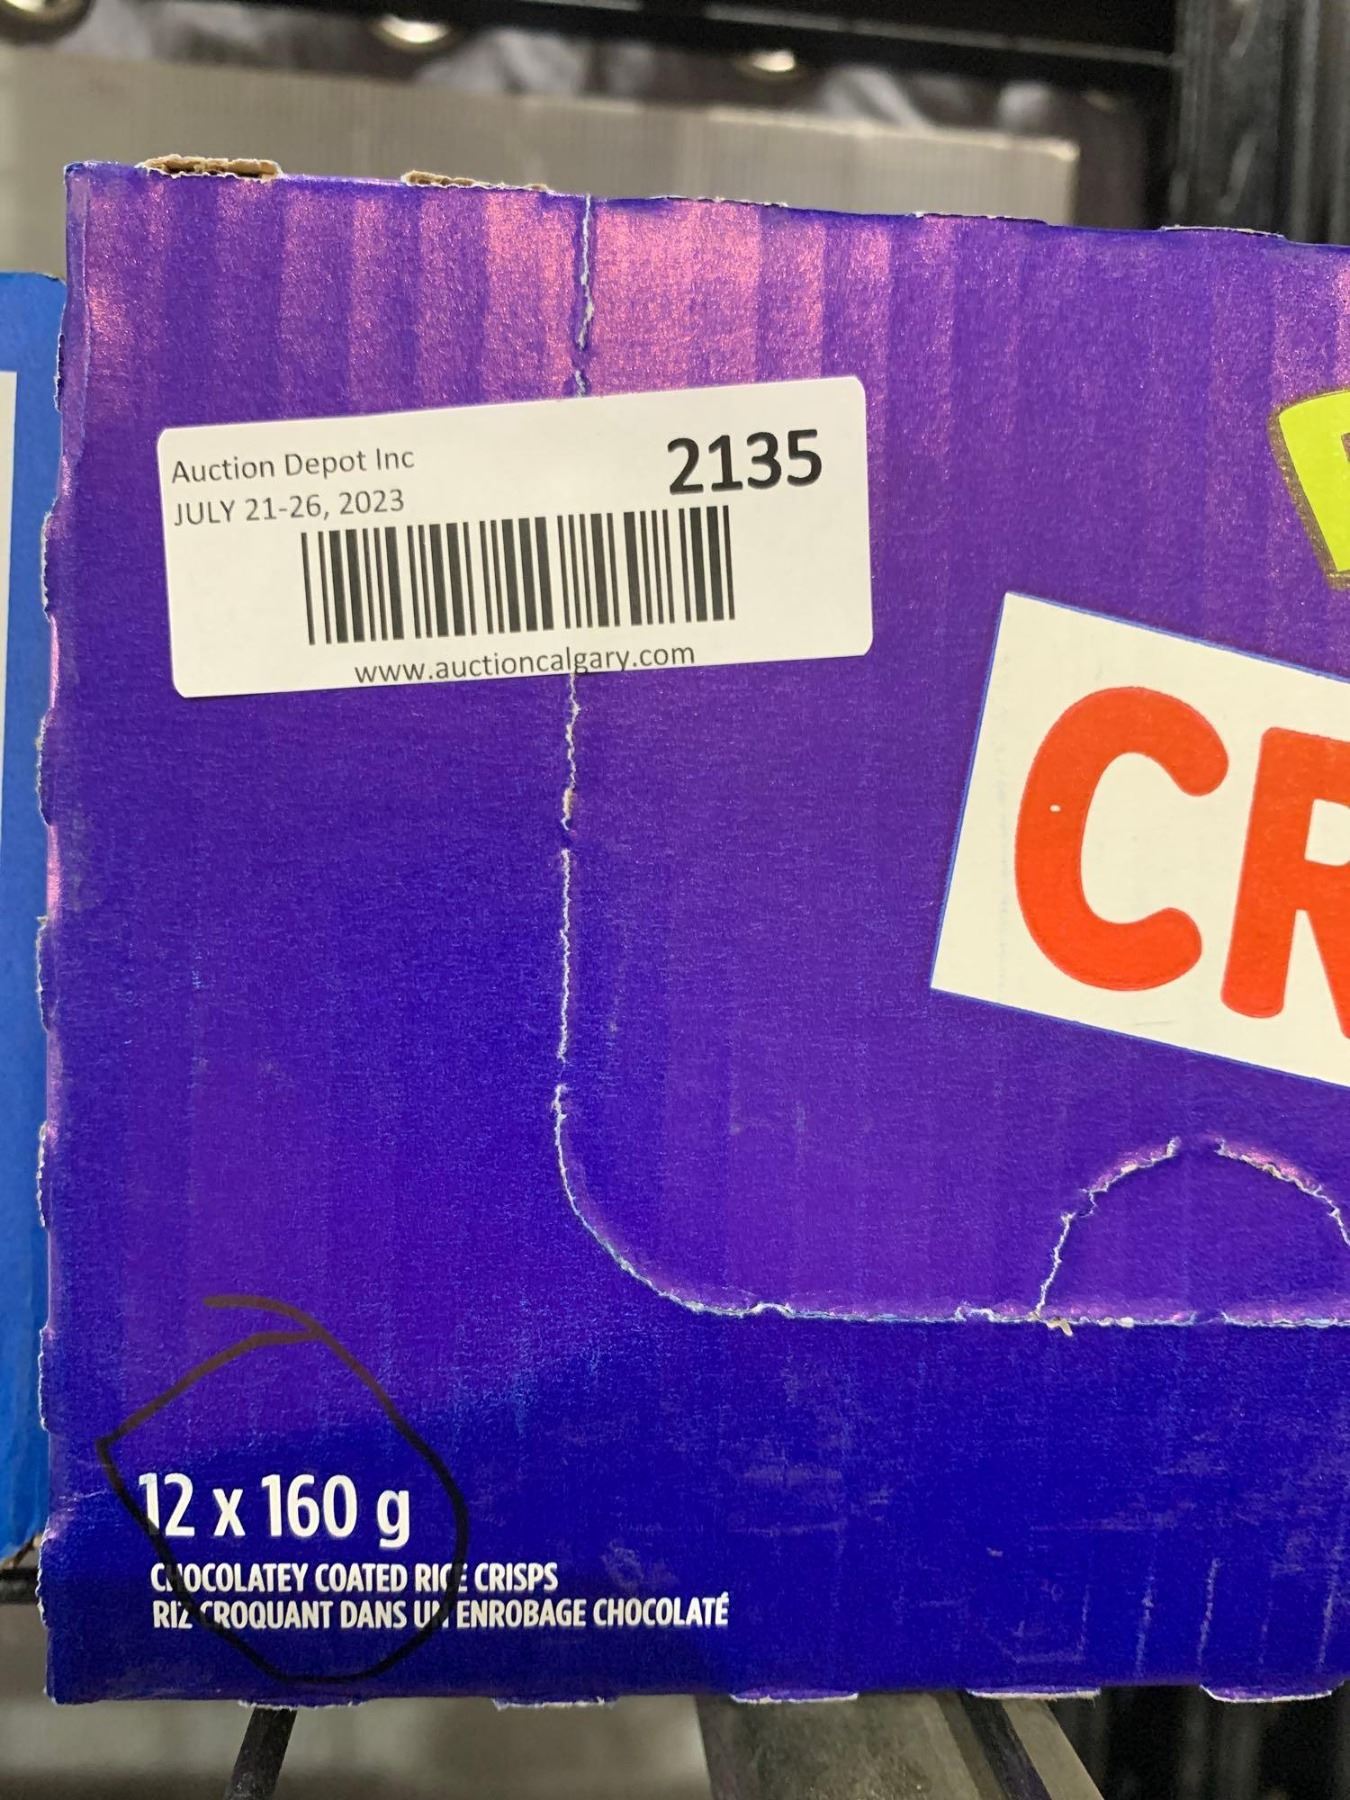 Auction Depot Inc
2135
JULY 21-26, 2023
www.auctioncalgary.com
CR
12 x 160 g
CHOCOLATEY COATED RICE CRISPS
RIZ CROQUANT DANS UN ENROBAGE CHOCOLATÉ